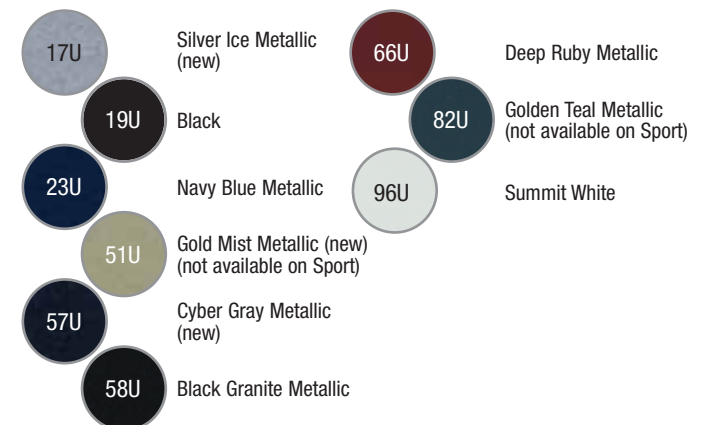 17U
Silver Ice Metallic
(new)
19U
Black
23U
Navy Blue Metallic
51U
Gold Mist Metallic (new)
(not available on Sport)
57U
Cyber Gray Metallic
(new)
58U
Black Granite Metallic
66U
Deep Ruby Metallic
82U
Golden Teal Metallic
(not available on Sport)
96U
Summit White